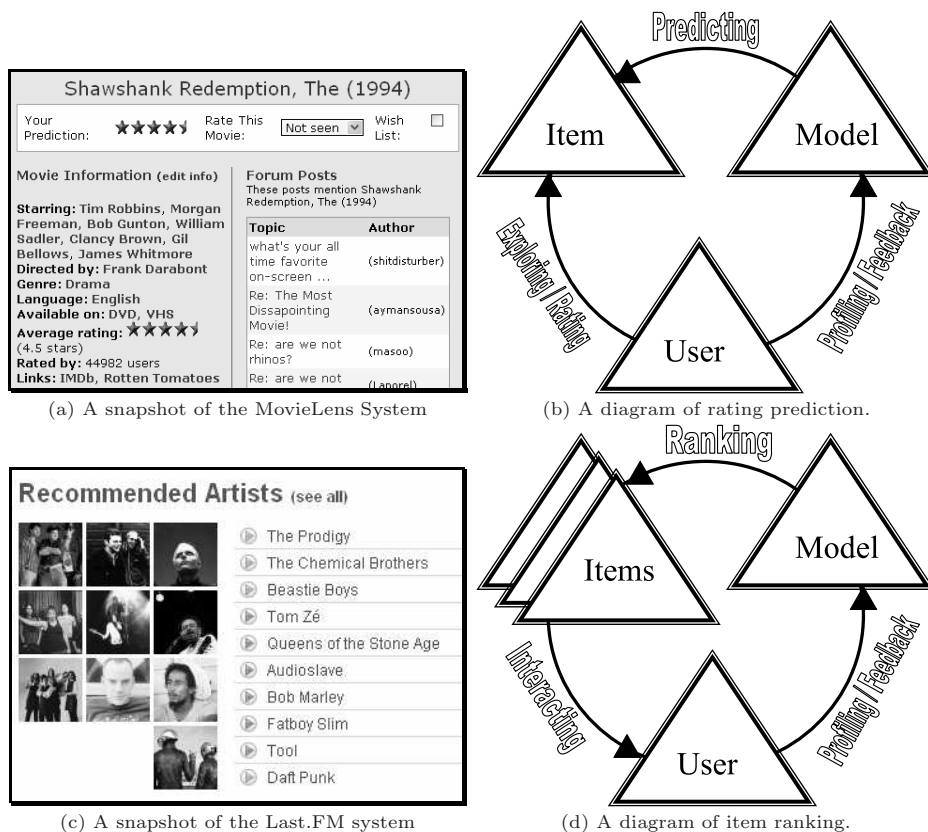 Shawshank Redemption, The (1994)
Your Prediction:
Rate This Movie:
Not seen
Wish List:
Movie Information (edit info)
Starring: Tim Robbins, Morgan
Freeman, Bob Gunton, William
Sadler, Clancy Brown, Gil
Bellows, James Whitmore
Directed by: Frank Darabont
Genre: Drama
Language: English
Available on: DVD, VHS
Average rating:
(4.5 stars)
Rated by: 44982 users
Links: IMDb, Rotten Tomatoes
Forum Posts
These posts mention Shawshank
Redemption, The (1994)
Topic Author
what's your all
time favorite
on-screen ...
(shitdisturber)
Re: The Most
Dissapointing
Movie!
(aymansousa)
Re: are we not
rhinos?
(masoo)
Re: are we not
(Laporel)
(a) A snapshot of the MovieLens System
Predicting
Item
Model
Exploring / Rating
Profiling / Feedback
User
(b) A diagram of rating prediction.
Recommended Artists (see all)
The Prodigy
The Chemical Brothers
Beastie Boys
Tom Zé
Queens of the Stone Age
Audioslave
Bob Marley
Fatboy Slim
Tool
Daft Punk
(c) A snapshot of the Last.FM system
Ranking
Items
Model
Interacting
Profiling / Feedback
User
(d) A diagram of item ranking.